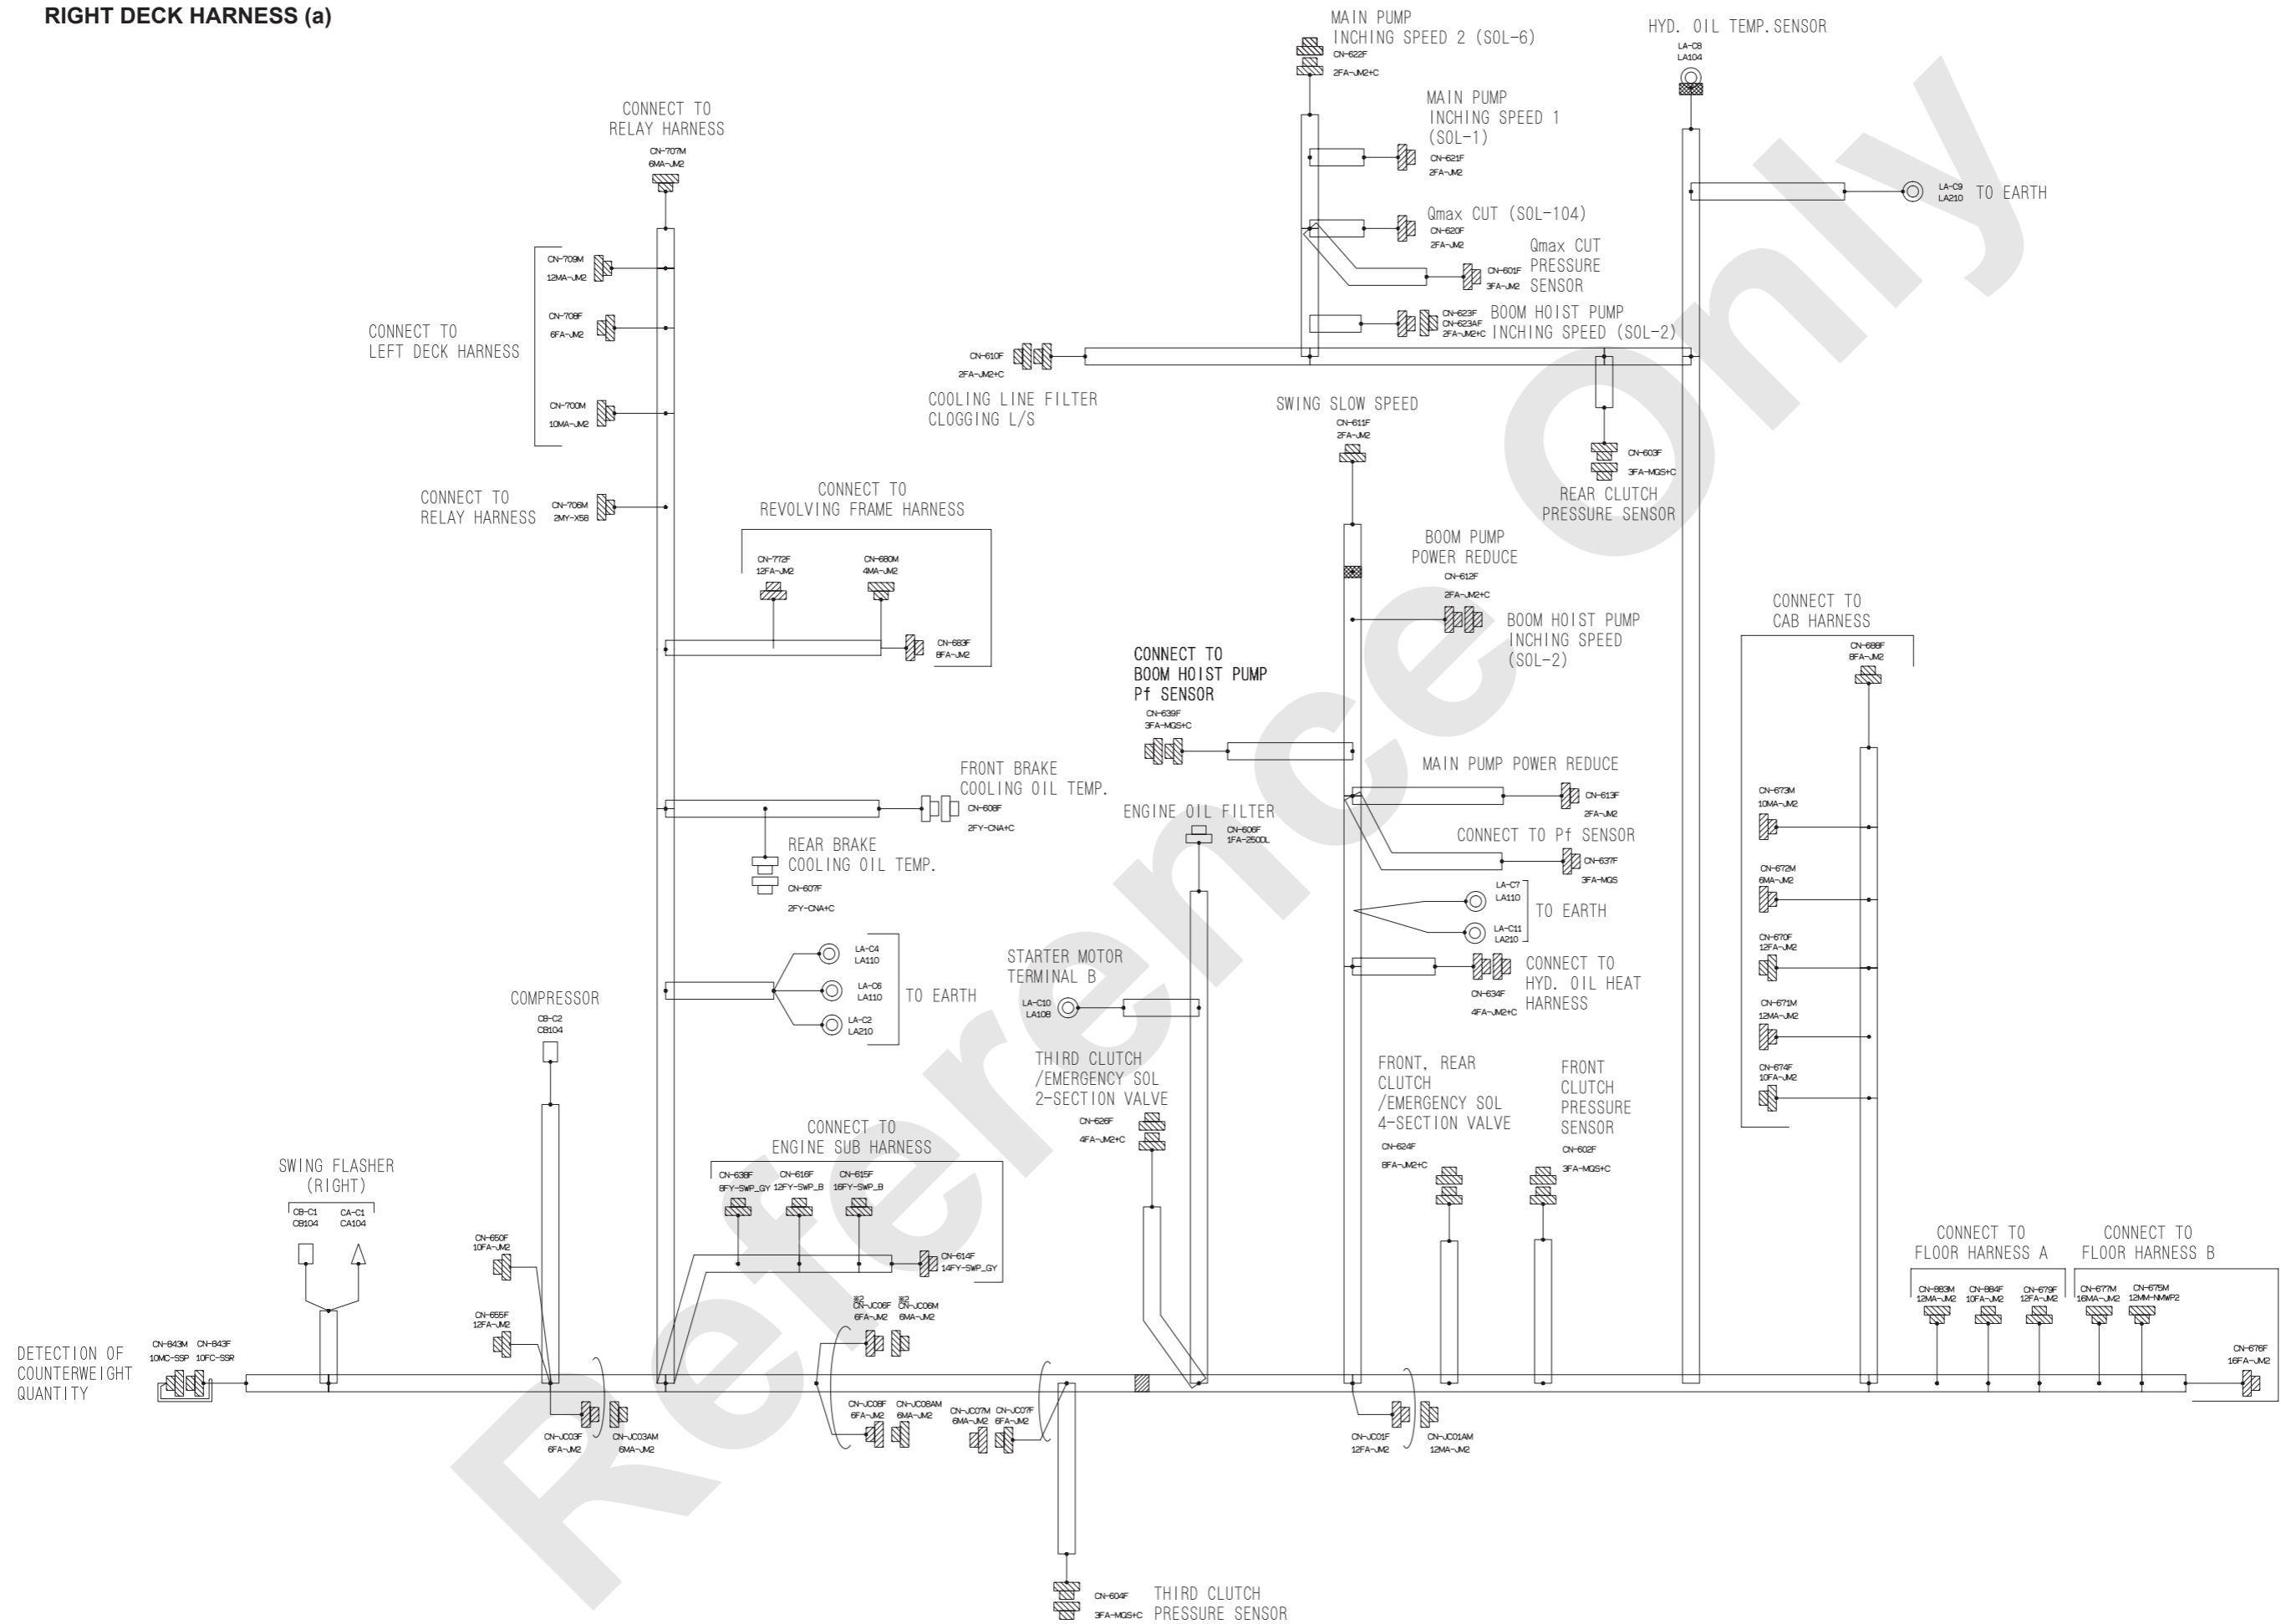 RIGHT DECK HARNESS (a)
MAIN PUMP
INCHING SPEED 2 (SOL-6)
CN-622F
2FA-JM2+C
HYD. OIL TEMP.SENSOR
LA-C8
LA104
MAIN PUMP
INCHING SPEED 1
(SOL-1)
CN-621F
2FA-JM2
CONNECT TO
RELAY HARNESS
CN-707M
6MA-JM2
LA-C9
LA210
TO EARTH
Qmax CUT (SOL-104)
CN-620F
2FA-JM2
Qmax CUT
PRESSURE
SENSOR
CN-601F
3FA-JM2
CN-709M
12MA-JM2
CN-708F
6FA-JM2
CONNECT TO
LEFT DECK HARNESS
CN-700M
10MA-JM2
CN-623F
CN-623AF
2FA-JM2+C
BOOM HOIST PUMP
INCHING SPEED (SOL-2)
CN-610F
2FA-JM2+C
COOLING LINE FILTER
CLOGGING L/S
SWING SLOW SPEED
CN-611F
2FA-JM2
CN-603F
3FA-MQS+C
REAR CLUTCH
PRESSURE SENSOR
CONNECT TO
RELAY HARNESS
CN-706M
2MY-X58
CONNECT TO
REVOLVING FRAME HARNESS
CN-772F
12FA-JM2
CN-680M
4MA-JM2
CN-683F
8FA-JM2
BOOM PUMP
POWER REDUCE
CN-612F
2FA-JM2+C
BOOM HOIST PUMP
INCHING SPEED
(SOL-2)
CONNECT TO
CAB HARNESS
CN-688F
8FA-JM2
CONNECT TO
BOOM HOIST PUMP
Pf SENSOR
CN-639F
3FA-MQS+C
FRONT BRAKE
COOLING OIL TEMP.
CN-608F
2FY-CNA+C
MAIN PUMP POWER REDUCE
CN-613F
2FA-JM2
CN-673M
10MA-JM2
ENGINE OIL FILTER
CN-606F
1FA-250DL
REAR BRAKE
COOLING OIL TEMP.
CN-607F
2FY-CNA+C
CONNECT TO Pf SENSOR
CN-637F
3FA-MQS
CN-672M
6MA-JM2
LA-C7
LA110
LA-C11
LA210
TO EARTH
CN-670F
12FA-JM2
LA-C4
LA110
LA-C6
LA110
LA-C2
LA210
TO EARTH
STARTER MOTOR
TERMINAL B
LA-C10
LA108
CONNECT TO
HYD. OIL HEAT
HARNESS
CN-634F
4FA-JM2+C
CN-671M
12MA-JM2
COMPRESSOR
CB-C2
CB104
THIRD CLUTCH
/EMERGENCY SOL
2-SECTION VALVE
CN-626F
4FA-JM2+C
FRONT, REAR
CLUTCH
/EMERGENCY SOL
4-SECTION VALVE
CN-624F
8FA-JM2+C
FRONT
CLUTCH
PRESSURE
SENSOR
CN-602F
3FA-MQS+C
CN-674F
10FA-JM2
CONNECT TO
ENGINE SUB HARNESS
CN-638F
8FY-SWP_GY
CN-616F
12FY-SWP_B
CN-615F
16FY-SWP_B
CN-614F
14FY-SWP_GY
SWING FLASHER
(RIGHT)
CB-C1
CB104
CA-C1
CA104
CN-650F
10FA-JM2
CN-655F
12FA-JM2
※2
CN-JC06F
6FA-JM2
※2
CN-JC06M
6MA-JM2
CONNECT TO
FLOOR HARNESS A
CN-883M
12MA-JM2
CN-884F
10FA-JM2
CN-679F
12FA-JM2
CONNECT TO
FLOOR HARNESS B
CN-677M
16MA-JM2
CN-675M
12MM-NMWP2
CN-676F
16FA-JM2
DETECTION OF
COUNTERWEIGHT
QUANTITY
CN-843M
10MC-SSP
CN-843F
10FC-SSR
CN-JC03F
6FA-JM2
CN-JC03AM
6MA-JM2
CN-JC08F
6FA-JM2
CN-JC08AM
6MA-JM2
CN-JC07M
6MA-JM2
CN-JC07F
6FA-JM2
CN-JC01F
12FA-JM2
CN-JC01AM
12MA-JM2
CN-604F
3FA-MQS+C
THIRD CLUTCH
PRESSURE SENSOR
Reference Only